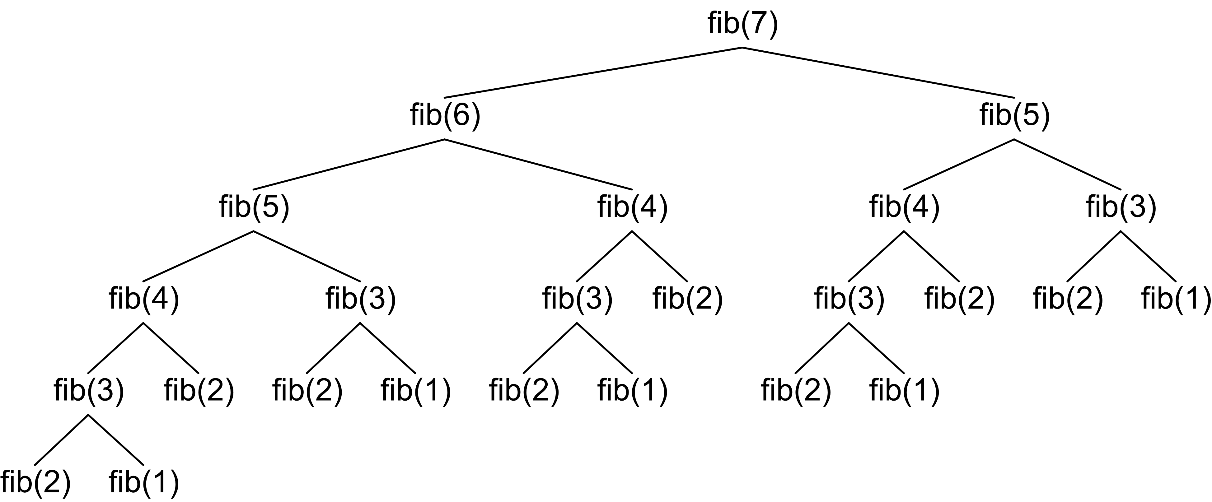 fib(7)
fib(6) fib(5)
fib(5) fib(4) fib(4) fib(3)
fib(4) fib(3) fib(3) fib(2) fib(3) fib(2) fib(2) fib(1)
fib(3) fib(2) fib(2) fib(1) fib(2) fib(1) fib(2) fib(1)
fib(2) fib(1)